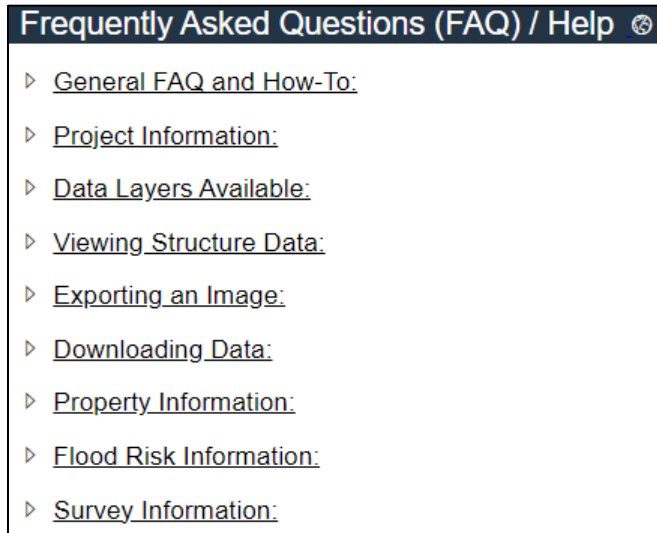 Frequently Asked Questions (FAQ) / Help
General FAQ and How-To:
Project Information:
Data Layers Available:
Viewing Structure Data:
Exporting an Image:
Downloading Data:
Property Information:
Flood Risk Information:
Survey Information: